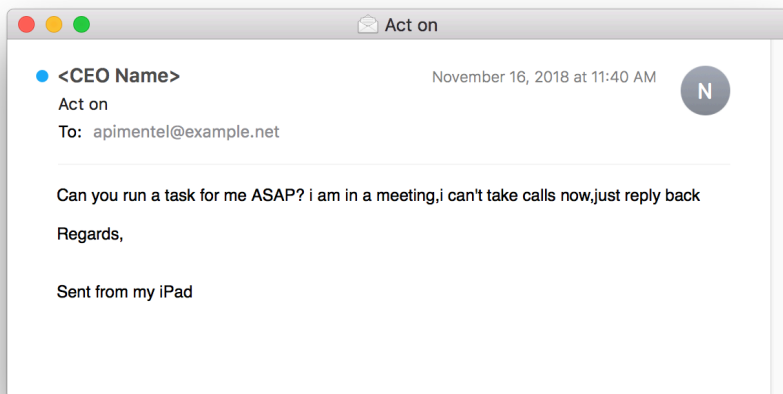 Act on
<CEO Name>
November 16, 2018 at 11:40 AM
N
Act on
To: apimentel@example.net
Can you run a task for me ASAP? i am in a meeting,i can't take calls now,just reply back
Regards,
Sent from my iPad